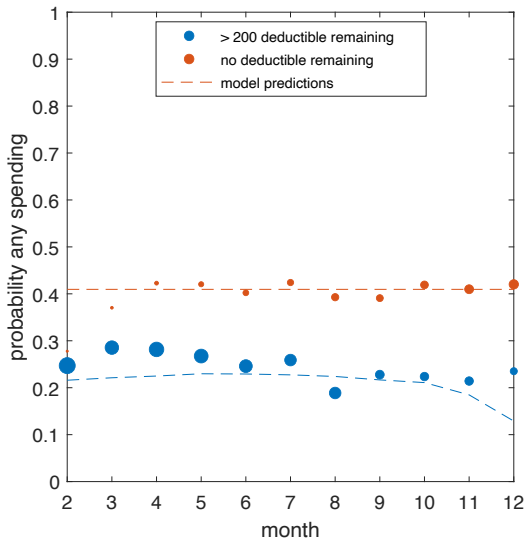 > 200 deductible remaining
no deductible remaining
model predictions
probability any spending
1
0.9
0.8
0.7
0.6
0.5
0.4
0.3
0.2
0.1
0
2 3 4 5 6 7 8 9 10 11 12
month